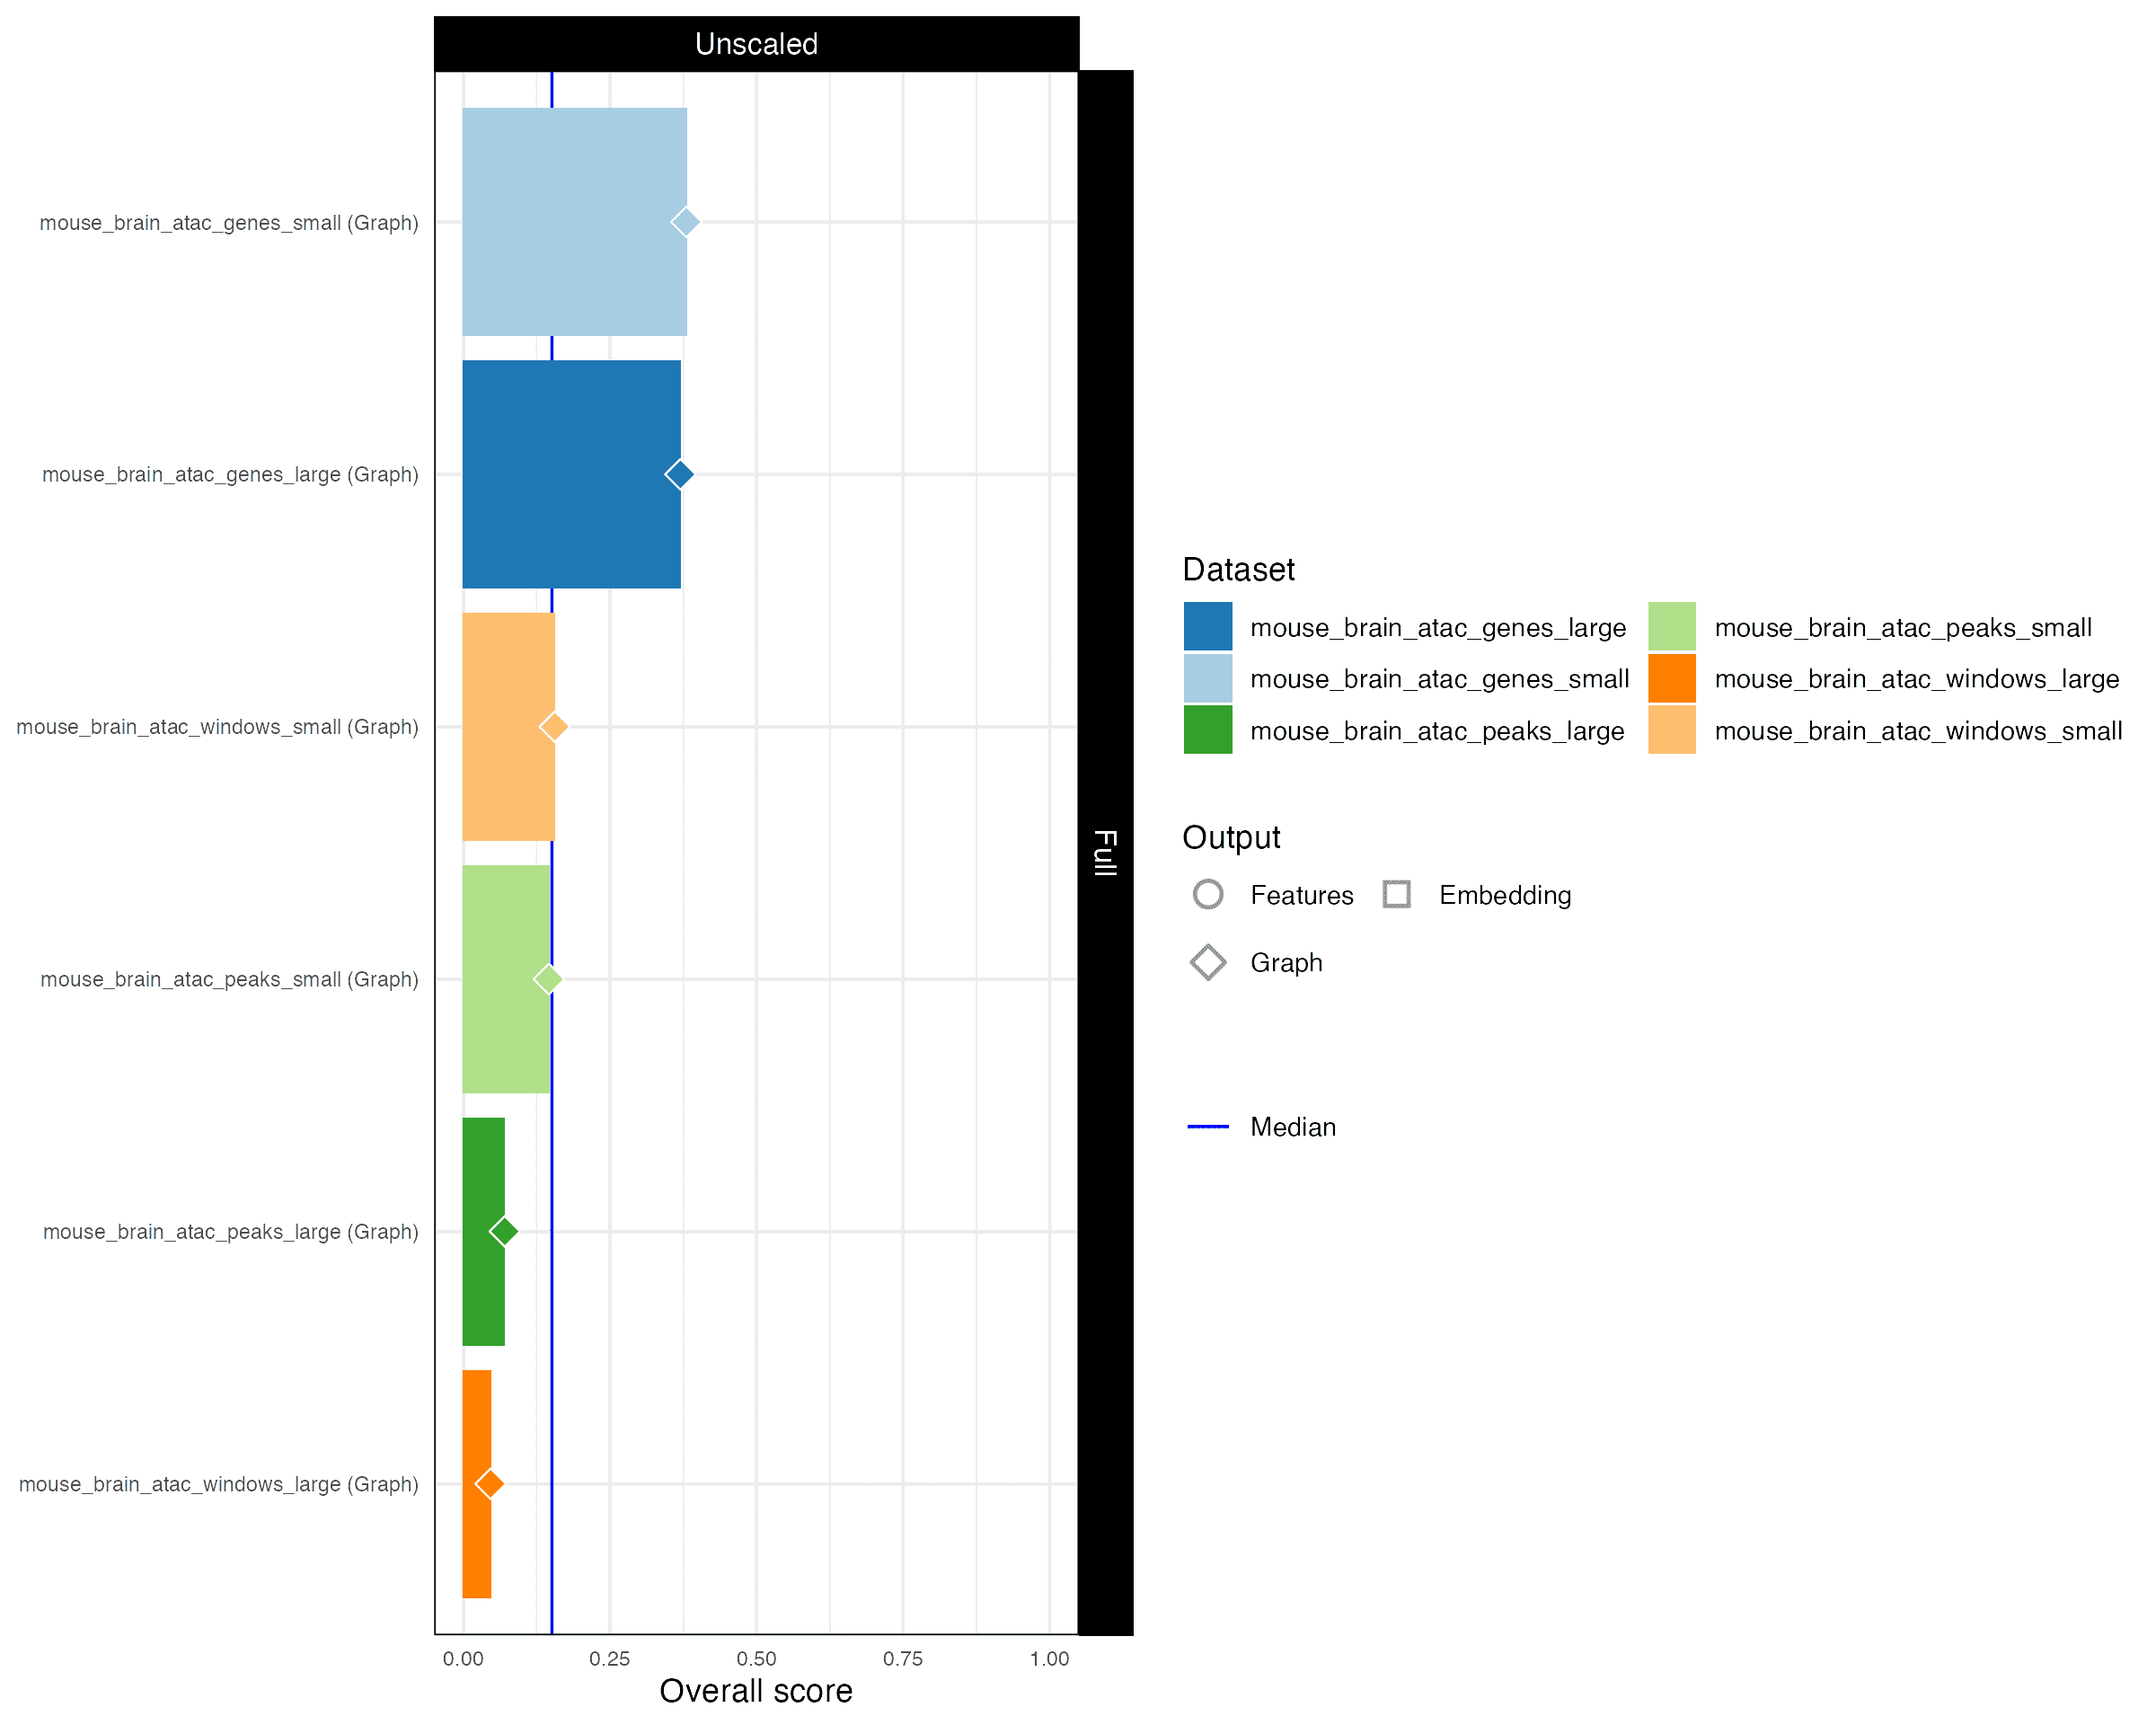 Unscaled
mouse_brain_atac_genes_small (Graph)
mouse_brain_atac_genes_large (Graph)
mouse_brain_atac_windows_small (Graph)
mouse_brain_atac_peaks_small (Graph)
mouse_brain_atac_peaks_large (Graph)
mouse_brain_atac_windows_large (Graph)
0.00 0.25 0.50 0.75 1.00
Overall score
Full
Dataset
mouse_brain_atac_genes_large mouse_brain_atac_peaks_small
mouse_brain_atac_genes_small mouse_brain_atac_windows_large
mouse_brain_atac_peaks_large mouse_brain_atac_windows_small
Output
Features Embedding
Graph
Median